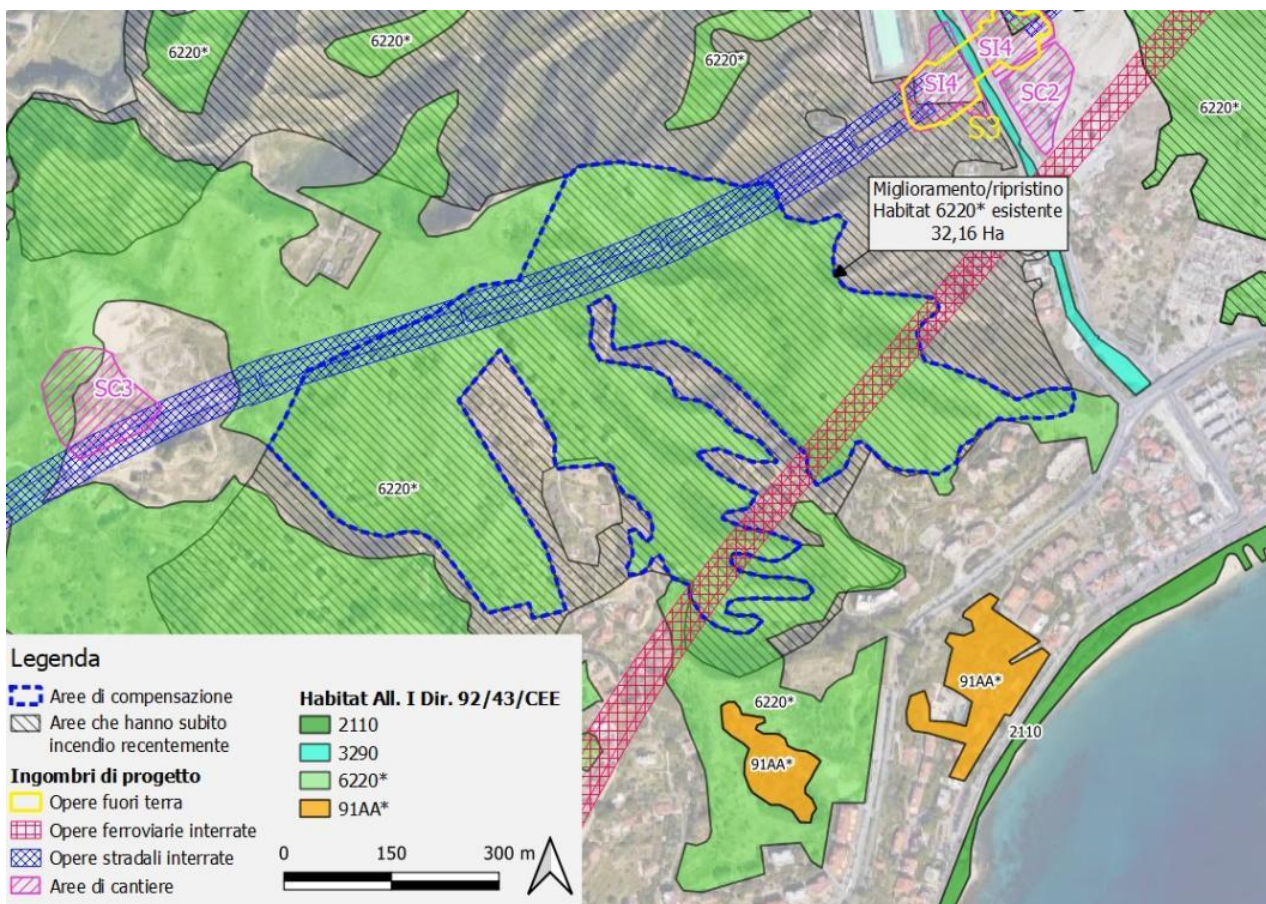 6220*
6220*
6220*
SI4
SI4
SC2
S3
6220*
Miglioramento/ripristino
Habitat 6220* esistente
32,16 Ha
SC3
6220*
6220*
91AA*
91AA*
2110
Legenda
Aree di compensazione
Aree che hanno subito
incendio recentemente
Ingombri di progetto
Opere fuori terra
Opere ferroviarie interrate
Opere stradali interrate
Aree di cantiere
Habitat All. I Dir. 92/43/CEE
2110
3290
6220*
91AA*
0 150 300 m